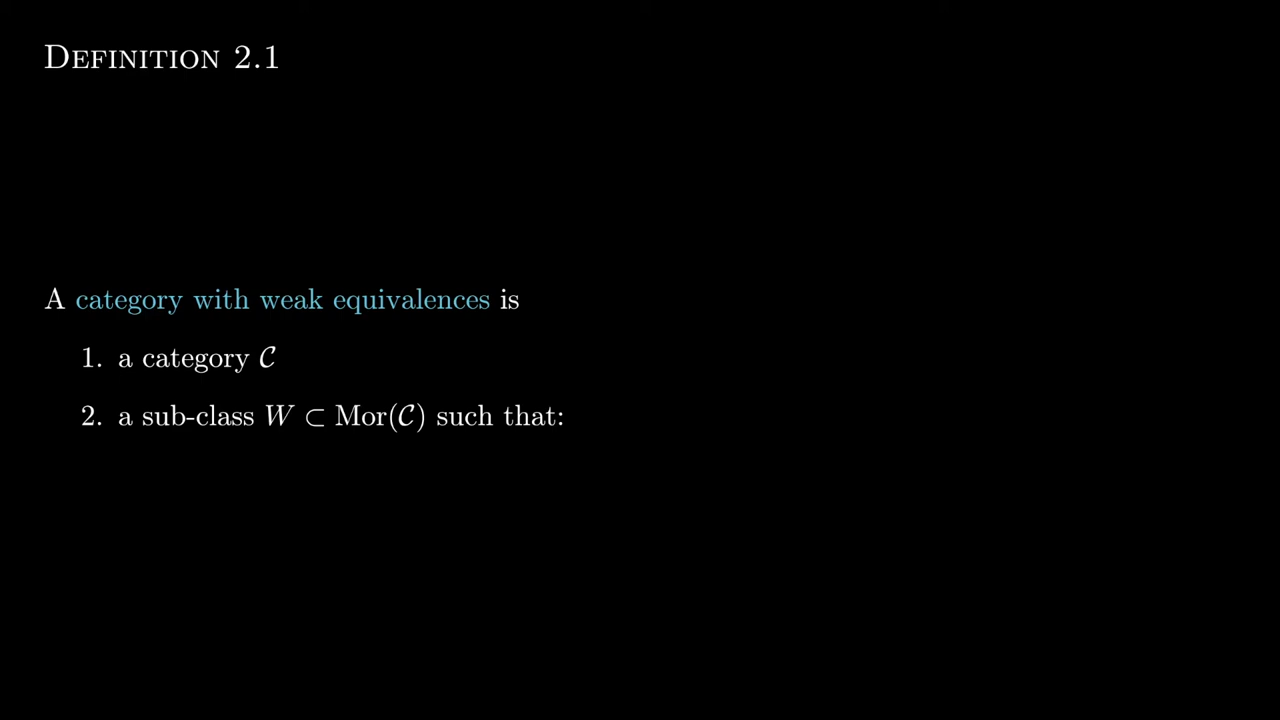 Definition 2.1
A category with weak equivalences is
1. a category 𝒞
2. a sub-class W ⊂ Mor(𝒞) such that: